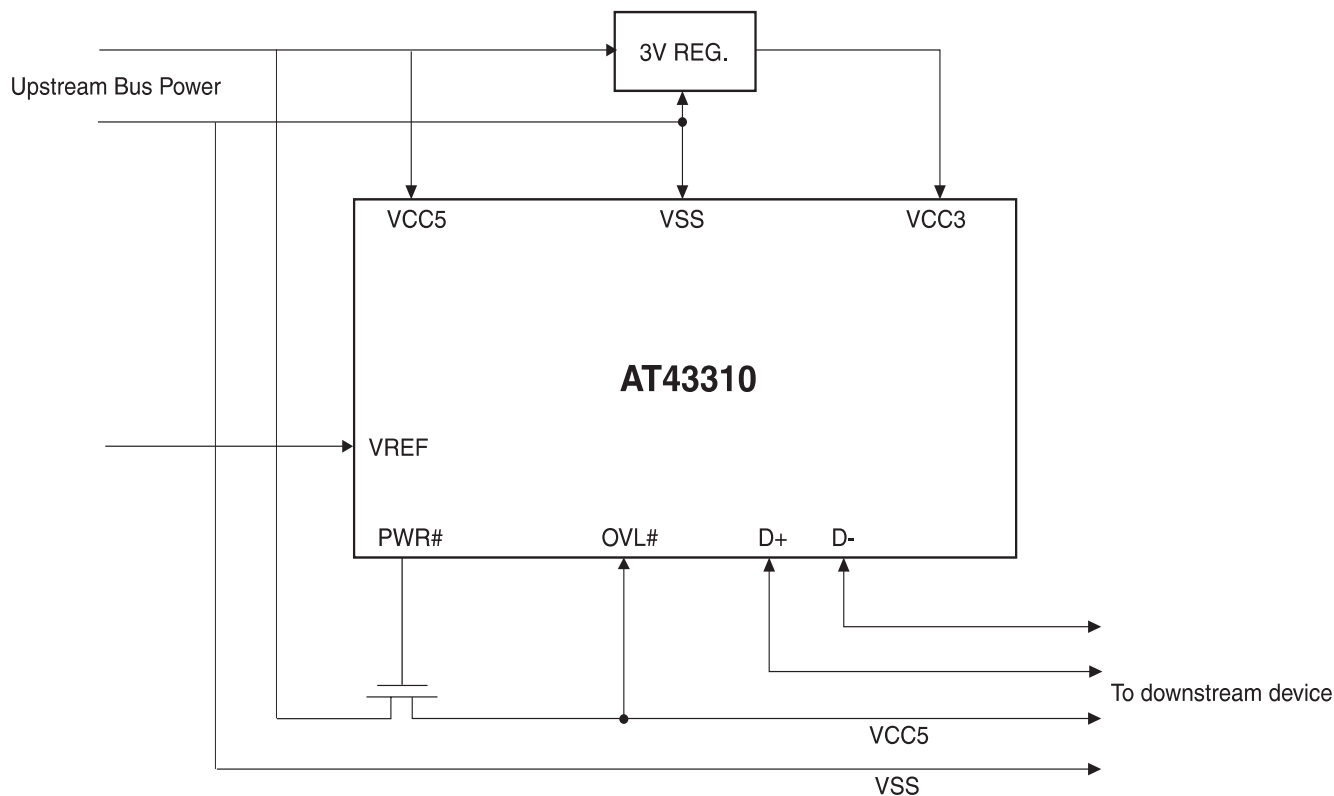 3V REG.
Upstream Bus Power
VCC5
VSS
VCC3
AT43310
VREF
PWR#
OVL#
D+
D-
To downstream device
VCC5
VSS